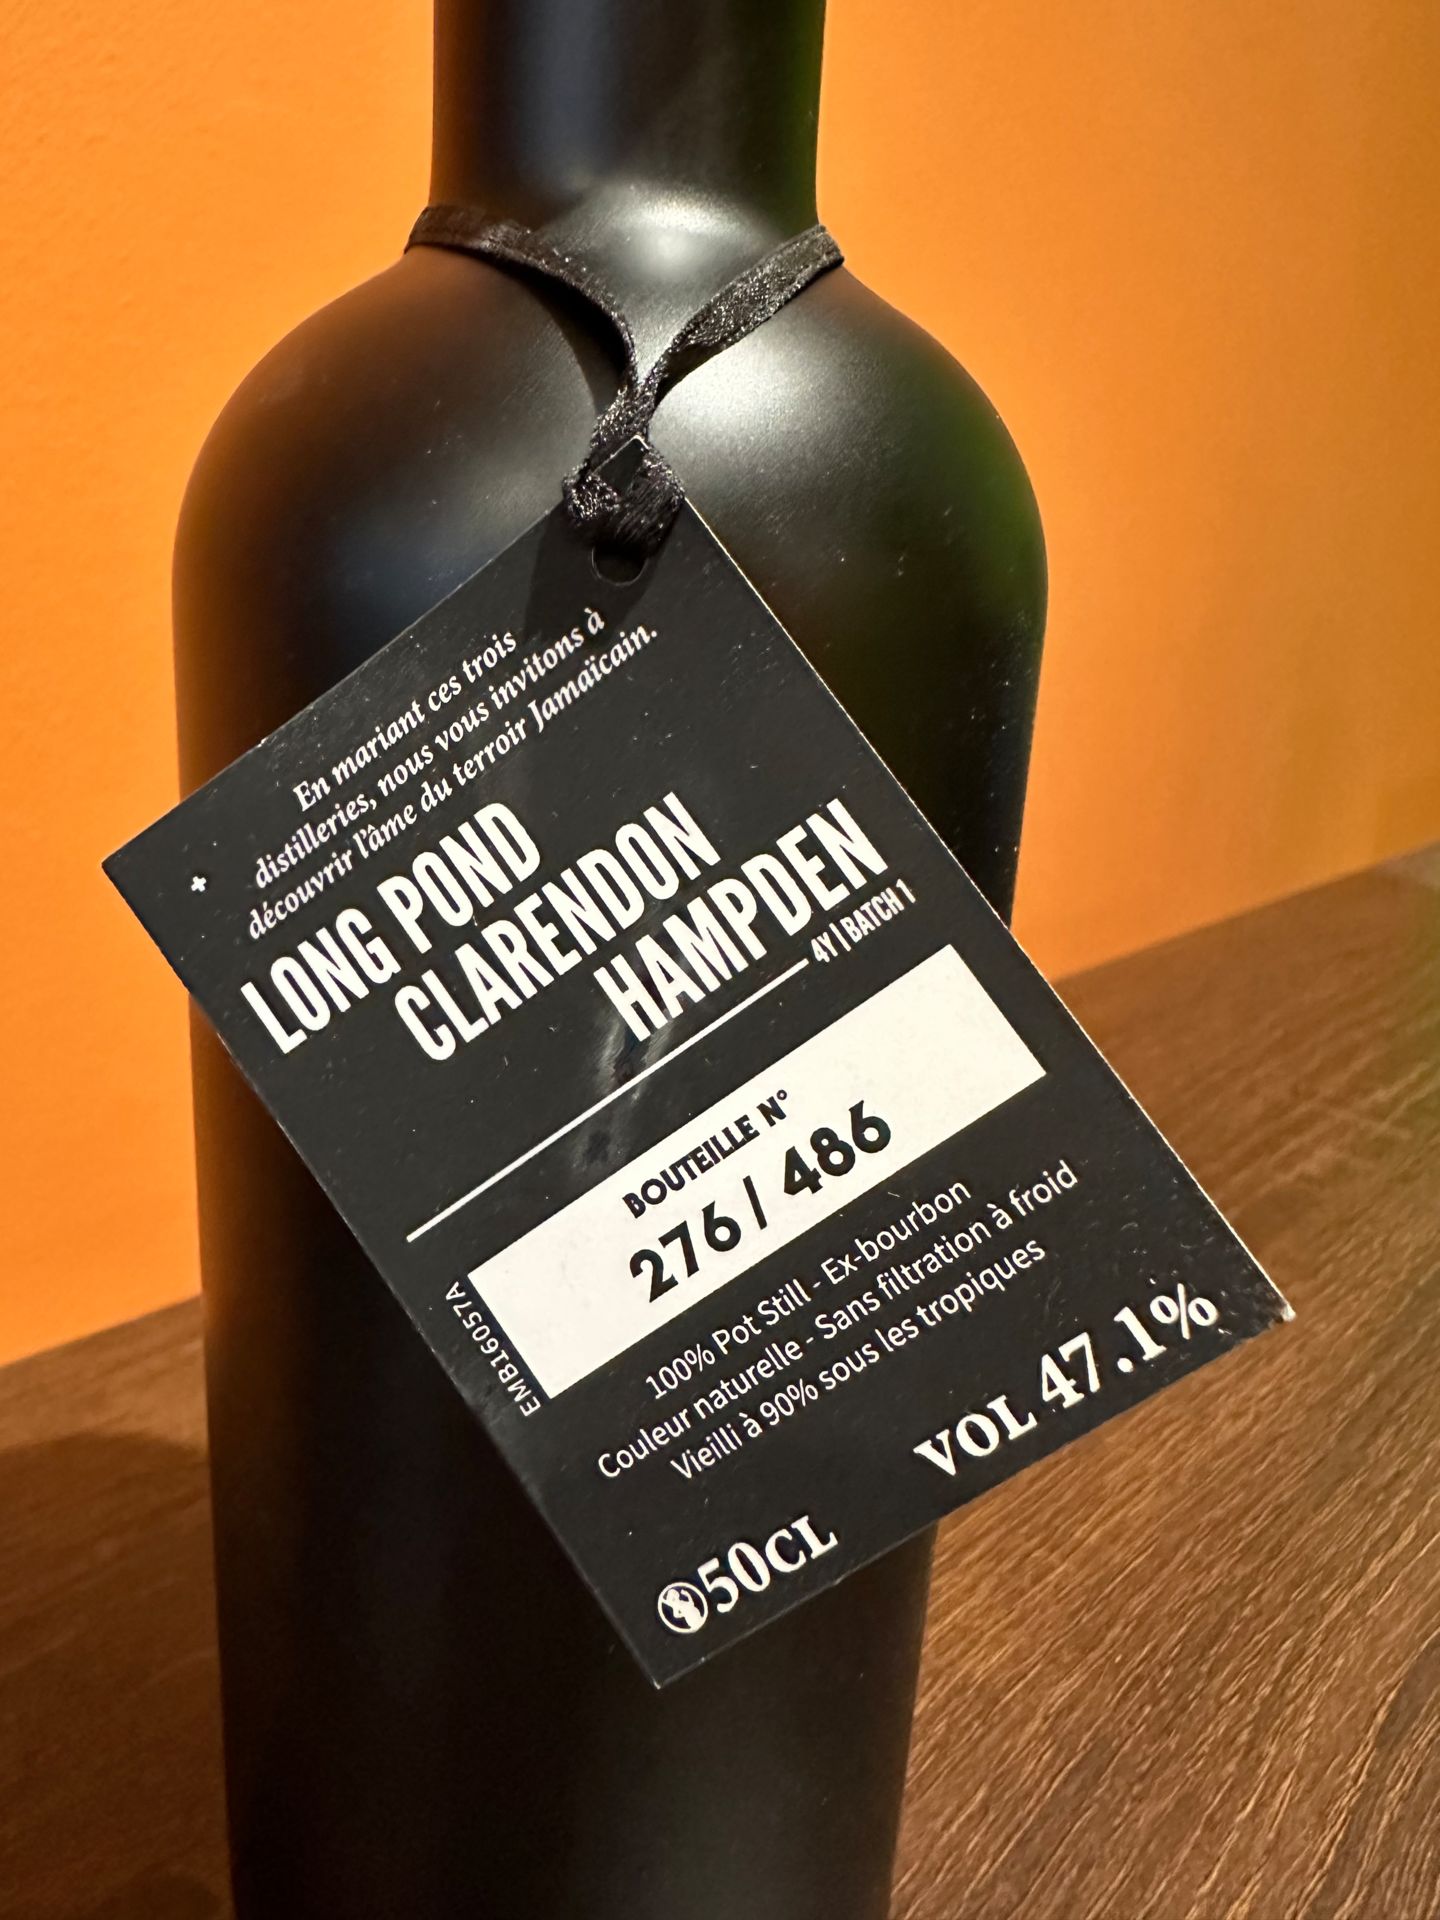 En mariant ces trois
distilleries, nous vous invitons à
découvrir l'âme du terroir Jamaïcain.
+
LONG POND
CLARENDON
HAMPDEN
4Y | BATCH 1
BOUTEILLE N°
276 / 486
EMB16057A
100% Pot Still - Ex-bourbon
Couleur naturelle - Sans filtration à froid
Vieilli à 90% sous les tropiques
50CL
VOL 47.1%